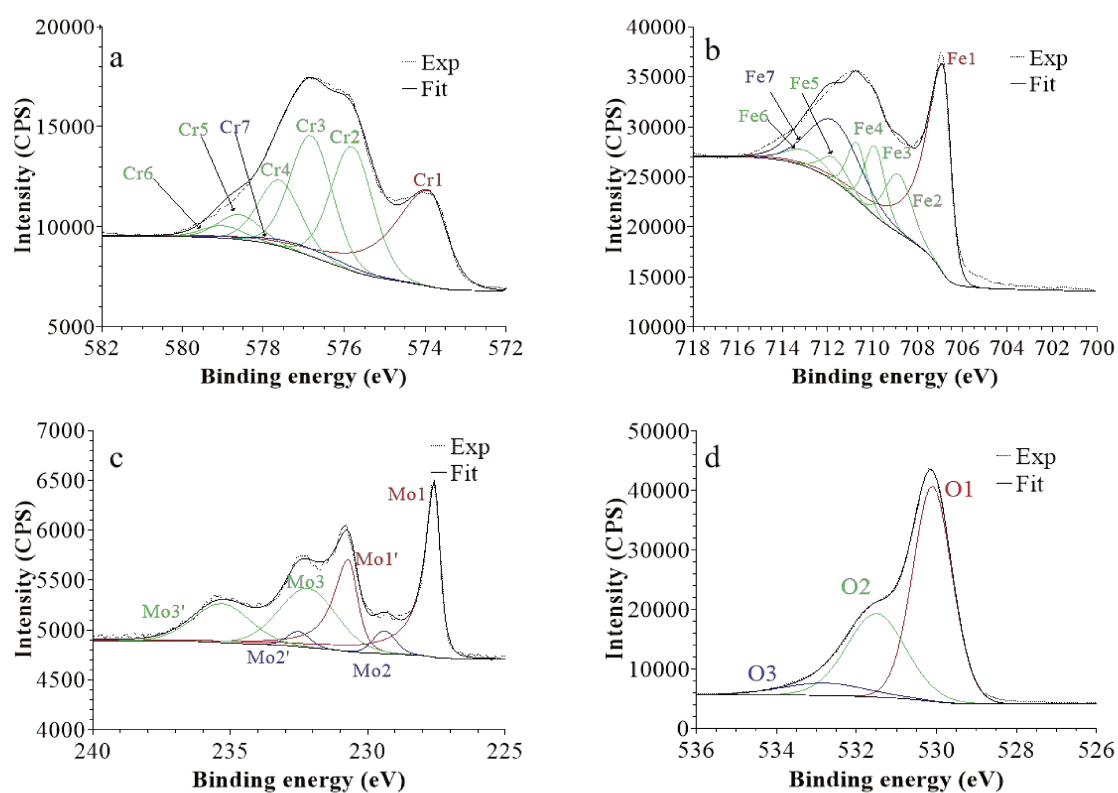 a
Exp
Fit
Intensity (CPS)
20000
15000
10000
5000
Cr6
Cr5
Cr7
Cr4
Cr3
Cr2
Cr1
582 580 578 576 574 572
Binding energy (eV)
b
Exp
Fit
Intensity (CPS)
40000
35000
30000
25000
20000
14000
10000
Fe7
Fe6
Fe5
Fe4
Fe3
Fe2
Fe1
718 716 714 712 710 708 706 704 702 700
Binding energy (eV)
c
Exp
Fit
Intensity (CPS)
7000
6500
6000
5500
5000
4500
4000
Mo3'
Mo3
Mo2'
Mo1'
Mo2
Mo1
240 235 230 225
Binding energy (eV)
d
Exp
Fit
Intensity (CPS)
50000
40000
30000
20000
10000
0
O3
O2
O1
536 534 532 530 528 526
Binding energy (eV)